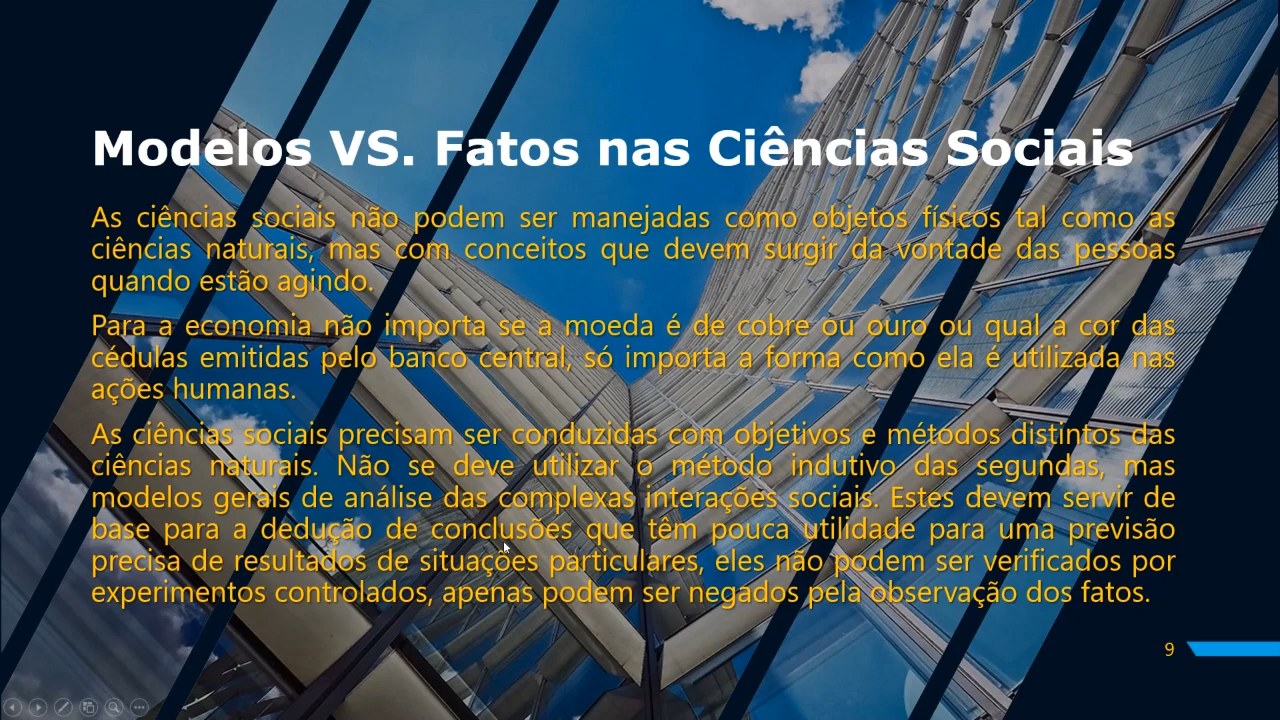 Modelos VS. Fatos nas Ciências Sociais
As ciências sociais não podem ser manejadas como objetos físicos tal como as
ciências naturais, mas com conceitos que devem surgir da vontade das pessoas
quando estão agindo.
Para a economia não importa se a moeda é de cobre ou ouro ou qual a cor das
cédulas emitidas pelo banco central, só importa a forma como ela é utilizada nas
ações humanas.
As ciências sociais precisam ser conduzidas com objetivos e métodos distintos das
ciências naturais. Não se deve utilizar o método indutivo das segundas, mas
modelos gerais de análise das complexas interações sociais. Estes devem servir de
base para a dedução de conclusões que têm pouca utilidade para uma previsão
precisa de resultados de situações particulares, eles não podem ser verificados por
experimentos controlados, apenas podem ser negados pela observação dos fatos.
9